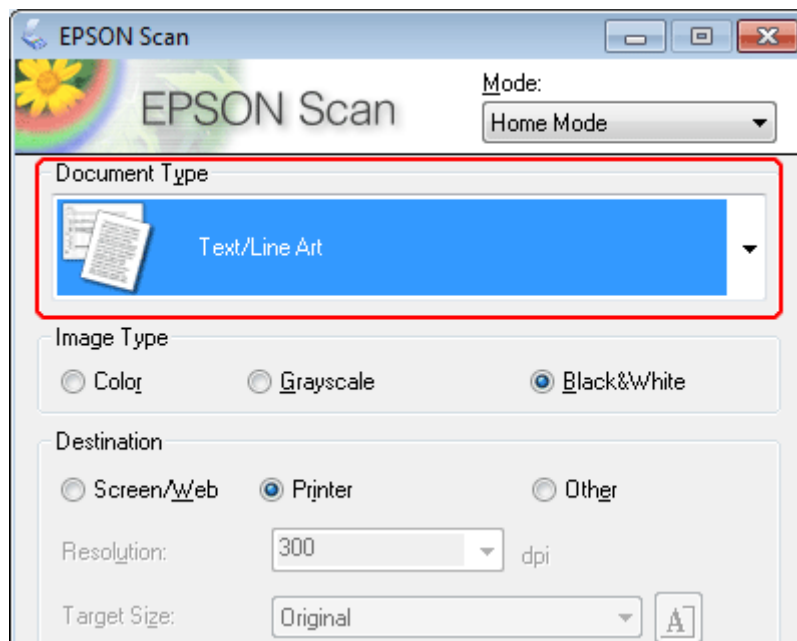 EPSON Scan
EPSON Scan
Mode:
Home Mode
Document Type
Text/Line Art
Image Type
Color Grayscale Black&White
Destination
Screen/Web Printer Other
Resolution: 300 dpi
Target Size: Original A